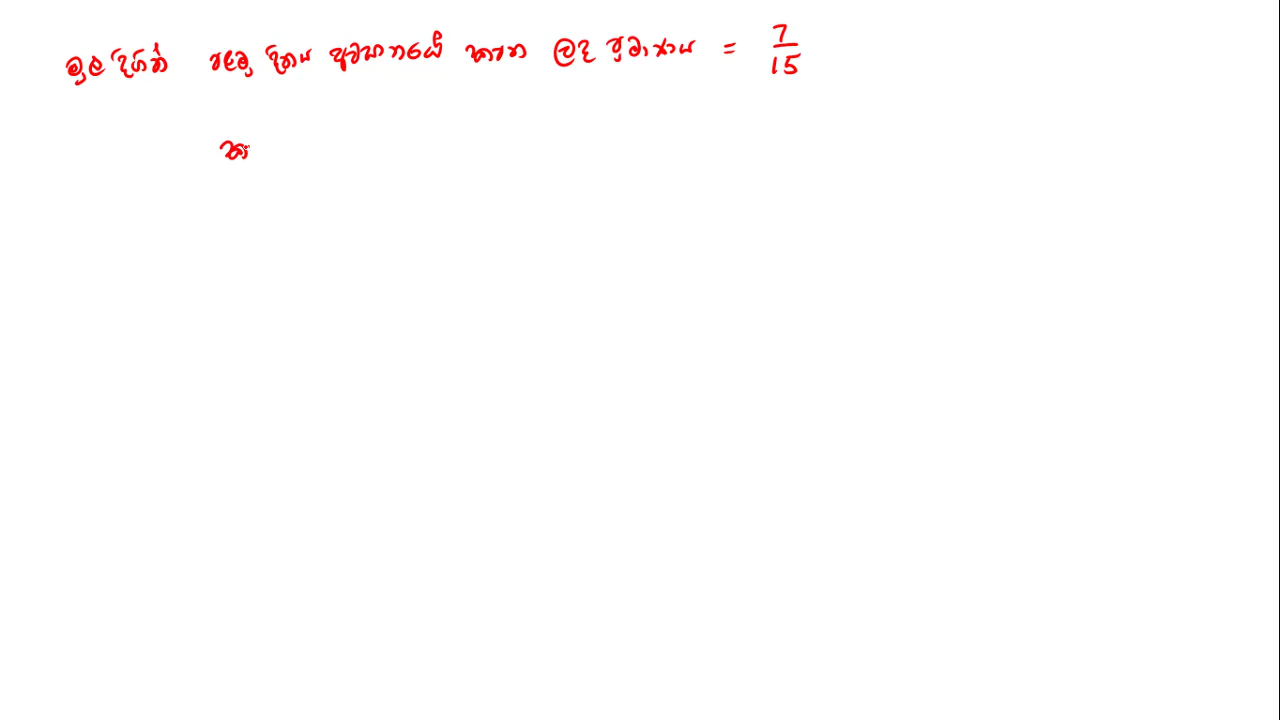 මුල දිගින් පළමු දිනය අවසානයේ කපන ලද ප්‍රමාණය = 7/15
ක